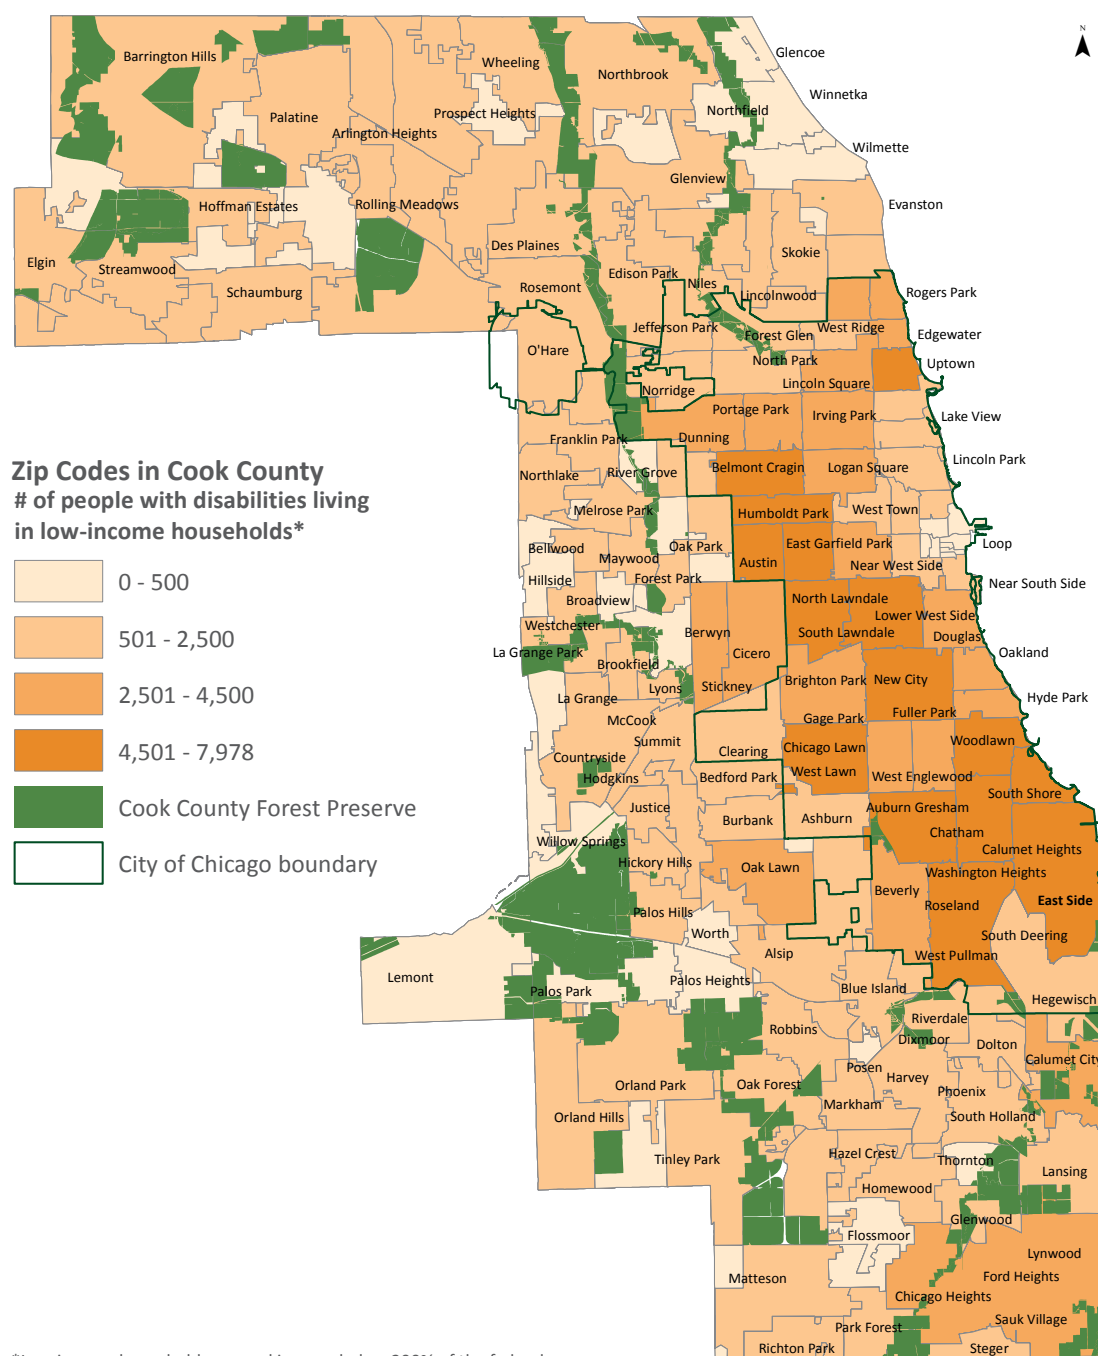 N
Glencoe
Barrington Hills
Wheeling
Northbrook
Winnetka
Northfield
Palatine
Prospect Heights
Arlington Heights
Wilmette
Glenview
Hoffman Estates
Rolling Meadows
Evanston
Des Plaines
Skokie
Elgin
Streamwood
Edison Park
Niles
Schaumburg
Rosemont
Lincolnwood
Rogers Park
Jefferson Park
Forest Glen
West Ridge
Edgewater
O'Hare
North Park
Uptown
Lincoln Square
Norridge
Portage Park
Irving Park
Lake View
Franklin Park
Dunning
Lincoln Park
Zip Codes in Cook County
# of people with disabilities living
in low-income households*
Northlake
River Grove
Belmont Cragin
Logan Square
Melrose Park
Humboldt Park
West Town
Bellwood
Maywood
Oak Park
East Garfield Park
Loop
Austin
Near West Side
0 - 500
Hillside
Forest Park
Near South Side
Broadview
North Lawndale
Lower West Side
501 - 2,500
Westchester
Berwyn
South Lawndale
Douglas
La Grange Park
Brookfield
Cicero
Oakland
2,501 - 4,500
La Grange
Lyons
Stickney
Brighton Park
New City
Hyde Park
McCook
Gage Park
Fuller Park
4,501 - 7,978
Summit
Clearing
Chicago Lawn
Woodlawn
Countryside
Hodgkins
Bedford Park
West Lawn
West Englewood
South Shore
Cook County Forest Preserve
Justice
Burbank
Ashburn
Auburn Gresham
Chatham
Willow Springs
Calumet Heights
City of Chicago boundary
Hickory Hills
Oak Lawn
Washington Heights
Beverly
Roseland
East Side
Palos Hills
Worth
South Deering
Alsip
West Pullman
Lemont
Palos Park
Palos Heights
Blue Island
Hegewisch
Riverdale
Robbins
Dixmoor
Dolton
Calumet City
Posen
Harvey
Orland Park
Oak Forest
Phoenix
Markham
South Holland
Orland Hills
Tinley Park
Hazel Crest
Thornton
Lansing
Homewood
Glenwood
Flossmoor
Lynwood
Matteson
Ford Heights
Chicago Heights
Park Forest
Sauk Village
Richton Park
Steger